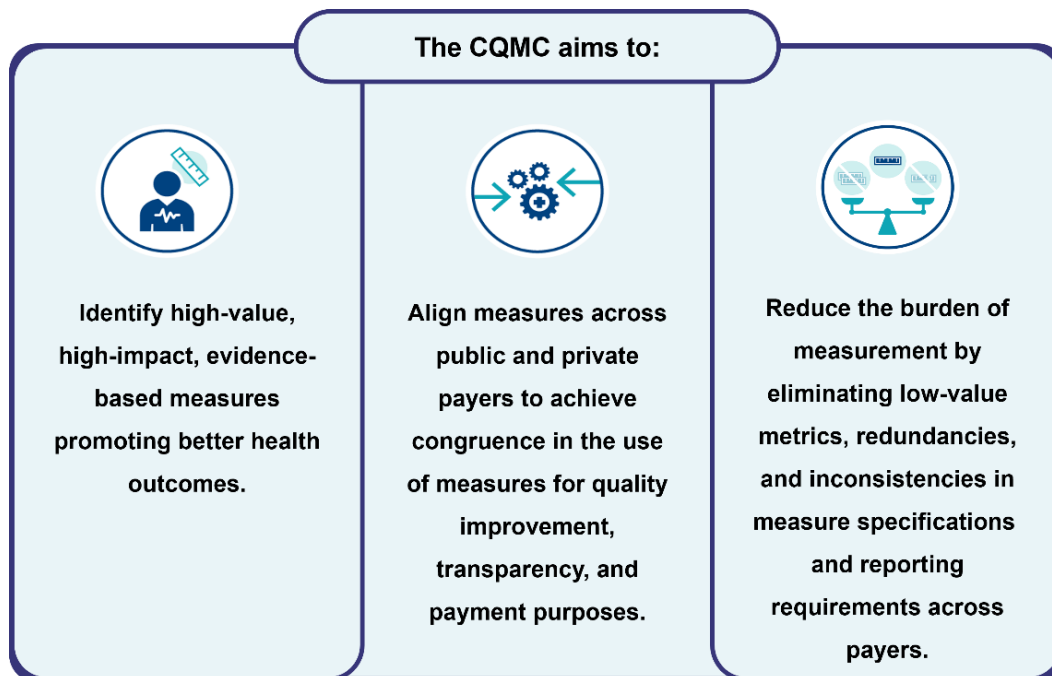 The CQMC aims to:
Identify high-value,
high-impact, evidence-
based measures
promoting better health
outcomes.
Align measures across
public and private
payers to achieve
congruence in the use
of measures for quality
improvement,
transparency, and
payment purposes.
Reduce the burden of
measurement by
eliminating low-value
metrics, redundancies,
and inconsistencies in
measure specifications
and reporting
requirements across
payers.